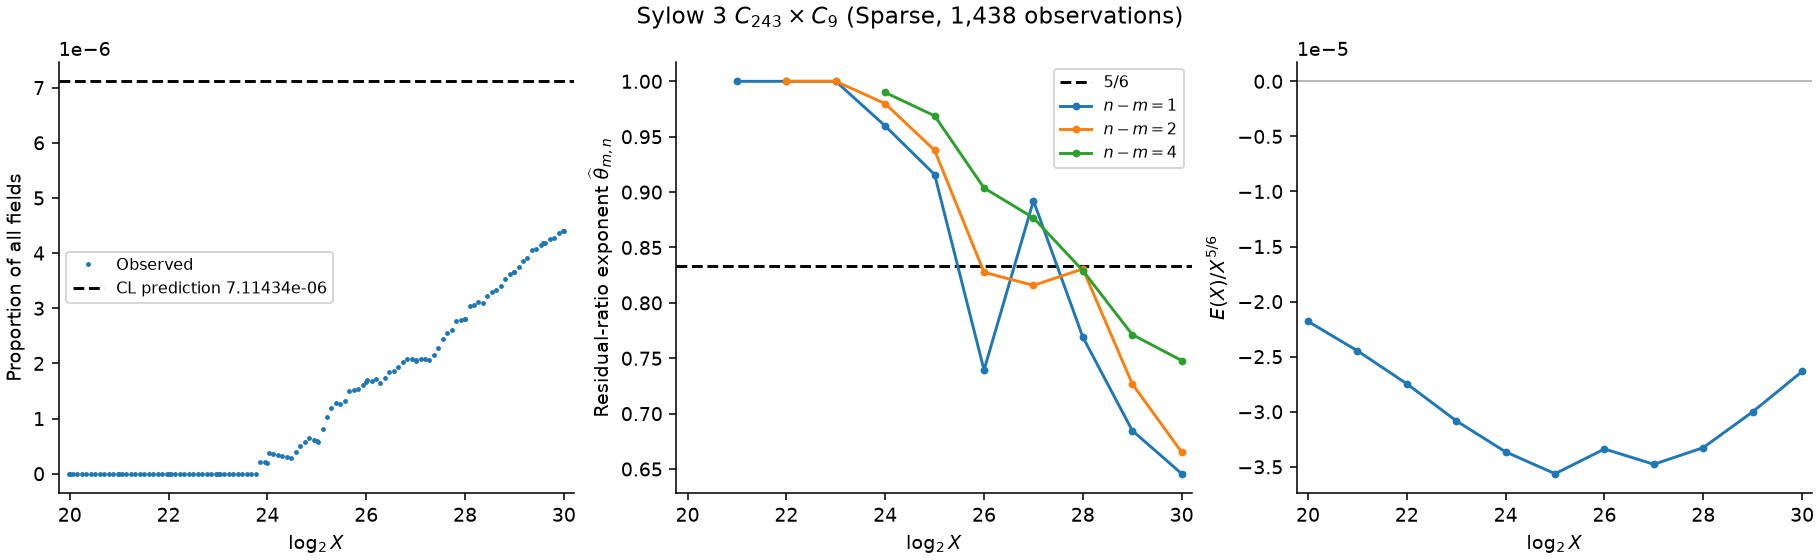 Sylow 3 C₂₄₃ × C₉ (Sparse, 1,438 observations)
1e−6
Proportion of all fields
7
6
5
4
3
2
1
0
Observed
CL prediction 7.11434e-06
20 22 24 26 28 30
log₂ X
Residual-ratio exponent θ̂ₘ,ₙ
1.00
0.95
0.90
0.85
0.80
0.75
0.70
0.65
5/6
n − m = 1
n − m = 2
n − m = 4
20 22 24 26 28 30
log₂ X
1e−5
E(X)/X^{5/6}
0.0
−0.5
−1.0
−1.5
−2.0
−2.5
−3.0
−3.5
20 22 24 26 28 30
log₂ X